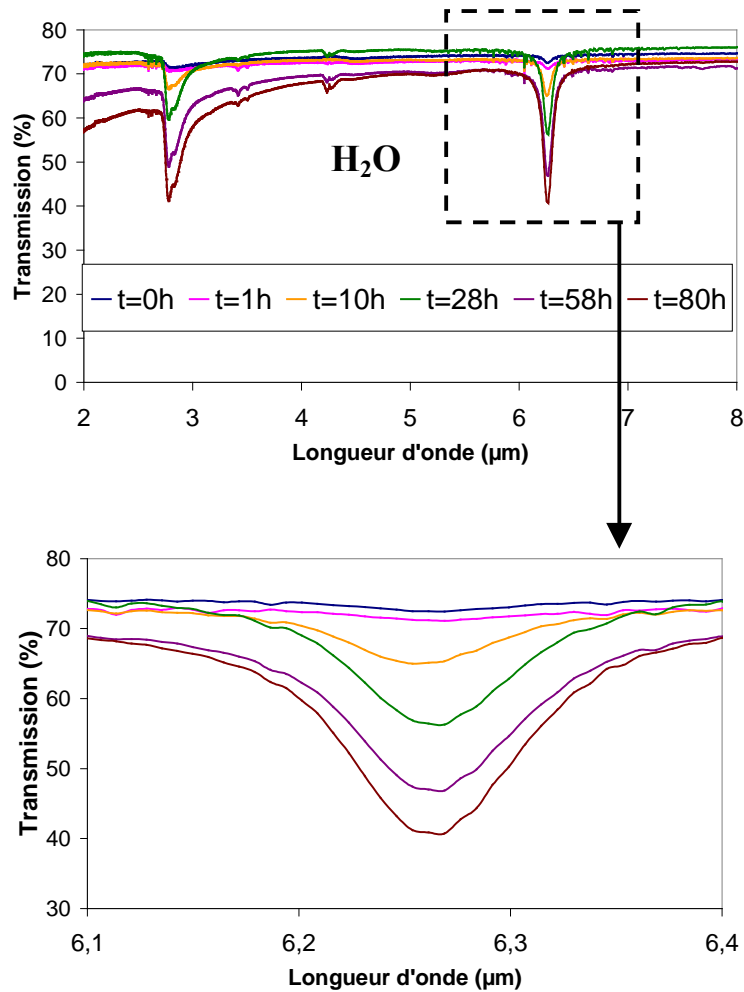 80
70
60
50
40
30
20
10
0
Transmission (%)
H₂O
t=0h t=1h t=10h t=28h t=58h t=80h
2 3 4 5 6 7 8
Longueur d'onde (µm)
80
70
60
50
40
30
Transmission (%)
6,1 6,2 6,3 6,4
Longueur d'onde (µm)